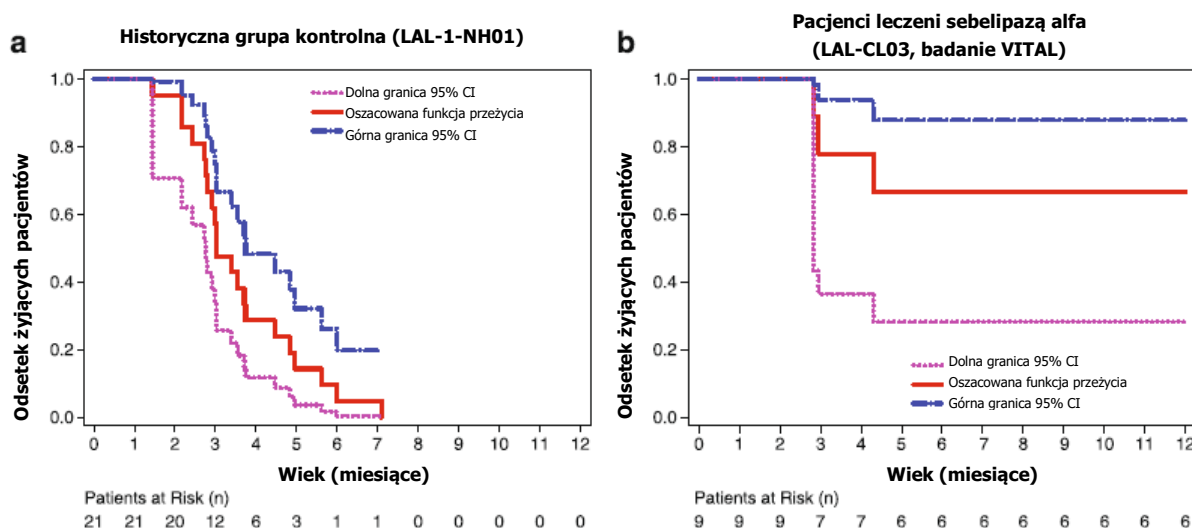 a
Historyczna grupa kontrolna (LAL-1-NH01)
Odsetek żyjących pacjentów
1.0
0.8
0.6
0.4
0.2
0.0
Dolna granica 95% CI
Oszacowana funkcja przeżycia
Górna granica 95% CI
0 1 2 3 4 5 6 7 8 9 10 11 12
Wiek (miesiące)
Patients at Risk (n)
21 21 20 12 6 3 1 1 0 0 0 0 0
b
Pacjenci leczeni sebelipazą alfa
(LAL-CL03, badanie VITAL)
Odsetek żyjących pacjentów
1.0
0.8
0.6
0.4
0.2
0.0
Dolna granica 95% CI
Oszacowana funkcja przeżycia
Górna granica 95% CI
0 1 2 3 4 5 6 7 8 9 10 11 12
Wiek (miesiące)
Patients at Risk (n)
9 9 9 7 7 6 6 6 6 6 6 6 6